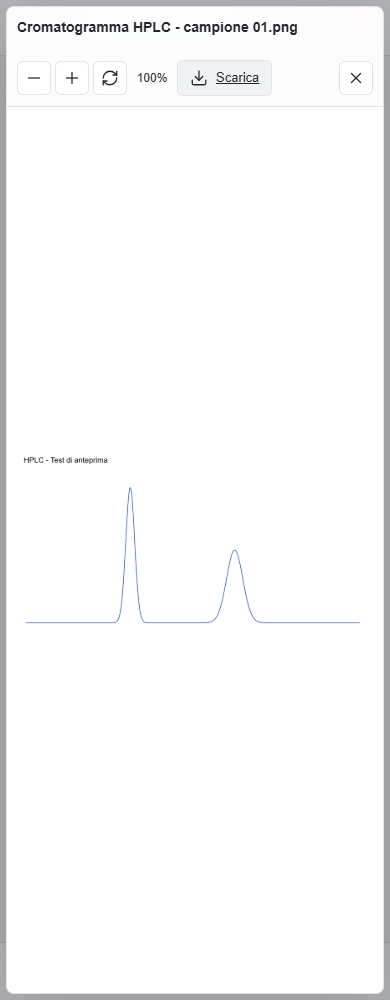 Cromatogramma HPLC - campione 01.png
100% Scarica
HPLC - Test di anteprima